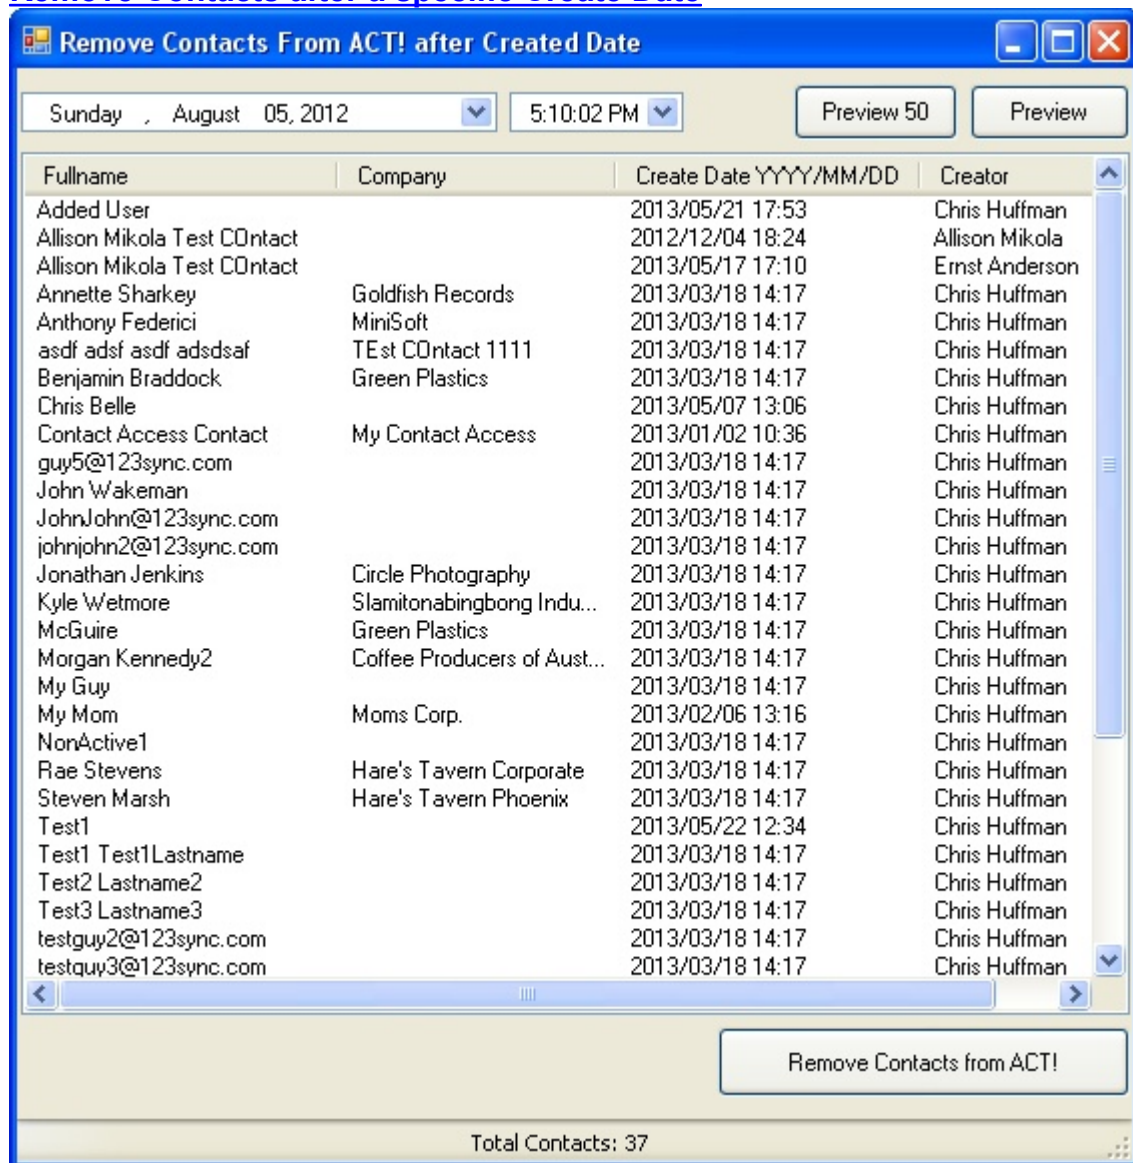 Remove Contacts after a specific Create Date
Remove Contacts From ACT! after Created Date
Sunday , August 05, 2012 5:10:02 PM Preview 50 Preview
Fullname Company Create Date YYYY/MM/DD Creator
Added User 2013/05/21 17:53 Chris Huffman
Allison Mikola Test COntact 2012/12/04 18:24 Allison Mikola
Allison Mikola Test COntact 2013/05/17 17:10 Ernst Anderson
Annette Sharkey Goldfish Records 2013/03/18 14:17 Chris Huffman
Anthony Federici MiniSoft 2013/03/18 14:17 Chris Huffman
asdf adsf asdf adsdsaf TEst COntact 1111 2013/03/18 14:17 Chris Huffman
Benjamin Braddock Green Plastics 2013/03/18 14:17 Chris Huffman
Chris Belle 2013/05/07 13:06 Chris Huffman
Contact Access Contact My Contact Access 2013/01/02 10:36 Chris Huffman
guy5@123sync.com 2013/03/18 14:17 Chris Huffman
John Wakeman 2013/03/18 14:17 Chris Huffman
JohnJohn@123sync.com 2013/03/18 14:17 Chris Huffman
johnjohn2@123sync.com 2013/03/18 14:17 Chris Huffman
Jonathan Jenkins Circle Photography 2013/03/18 14:17 Chris Huffman
Kyle Wetmore Slamitonabingbong Indu... 2013/03/18 14:17 Chris Huffman
McGuire Green Plastics 2013/03/18 14:17 Chris Huffman
Morgan Kennedy2 Coffee Producers of Aust... 2013/03/18 14:17 Chris Huffman
My Guy 2013/03/18 14:17 Chris Huffman
My Mom Moms Corp. 2013/02/06 13:16 Chris Huffman
NonActive1 2013/03/18 14:17 Chris Huffman
Rae Stevens Hare's Tavern Corporate 2013/03/18 14:17 Chris Huffman
Steven Marsh Hare's Tavern Phoenix 2013/03/18 14:17 Chris Huffman
Test1 2013/05/22 12:34 Chris Huffman
Test1 Test1Lastname 2013/03/18 14:17 Chris Huffman
Test2 Lastname2 2013/03/18 14:17 Chris Huffman
Test3 Lastname3 2013/03/18 14:17 Chris Huffman
testguy2@123sync.com 2013/03/18 14:17 Chris Huffman
testguy3@123sync.com 2013/03/18 14:17 Chris Huffman
Remove Contacts from ACT!
Total Contacts: 37